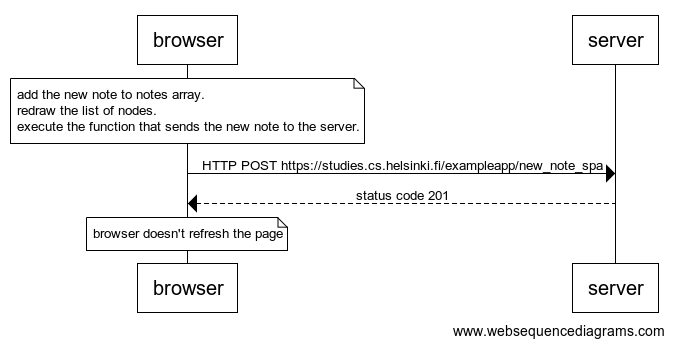 browser
server
add the new note to notes array.
redraw the list of nodes.
execute the function that sends the new note to the server.
HTTP POST https://studies.cs.helsinki.fi/exampleapp/new_note_spa
status code 201
browser doesn't refresh the page
browser
server
www.websequencediagrams.com